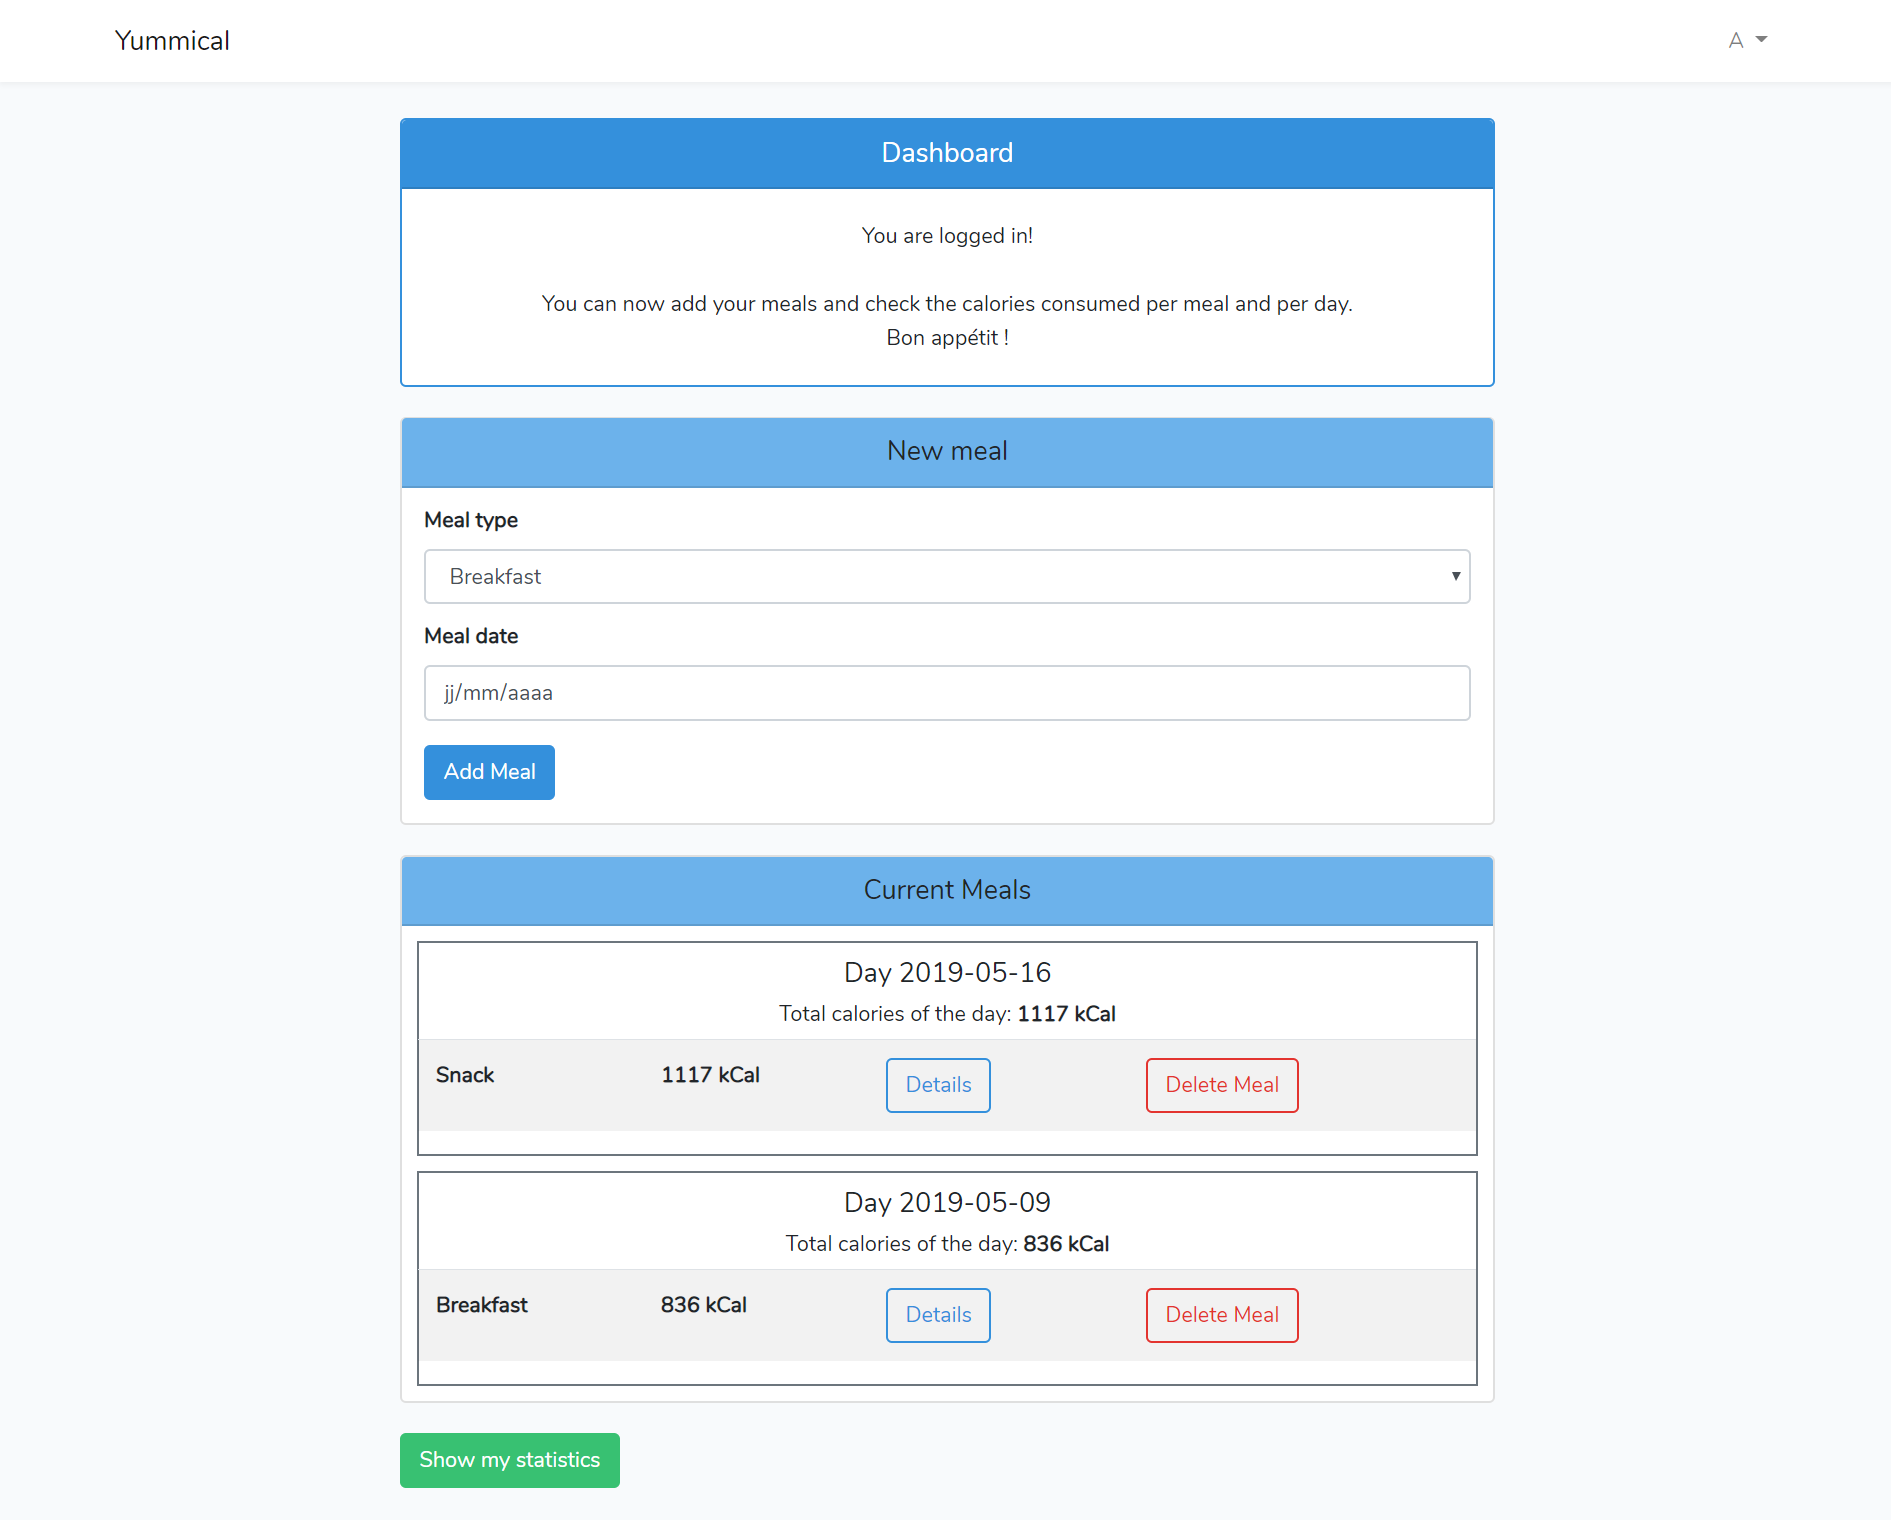 Yummical
A
Dashboard
You are logged in!
You can now add your meals and check the calories consumed per meal and per day.
Bon appétit !
New meal
Meal type
Breakfast
Meal date
jj/mm/aaaa
Add Meal
Current Meals
Day 2019-05-16
Total calories of the day: 1117 kCal
Snack 1117 kCal Details Delete Meal
Day 2019-05-09
Total calories of the day: 836 kCal
Breakfast 836 kCal Details Delete Meal
Show my statistics